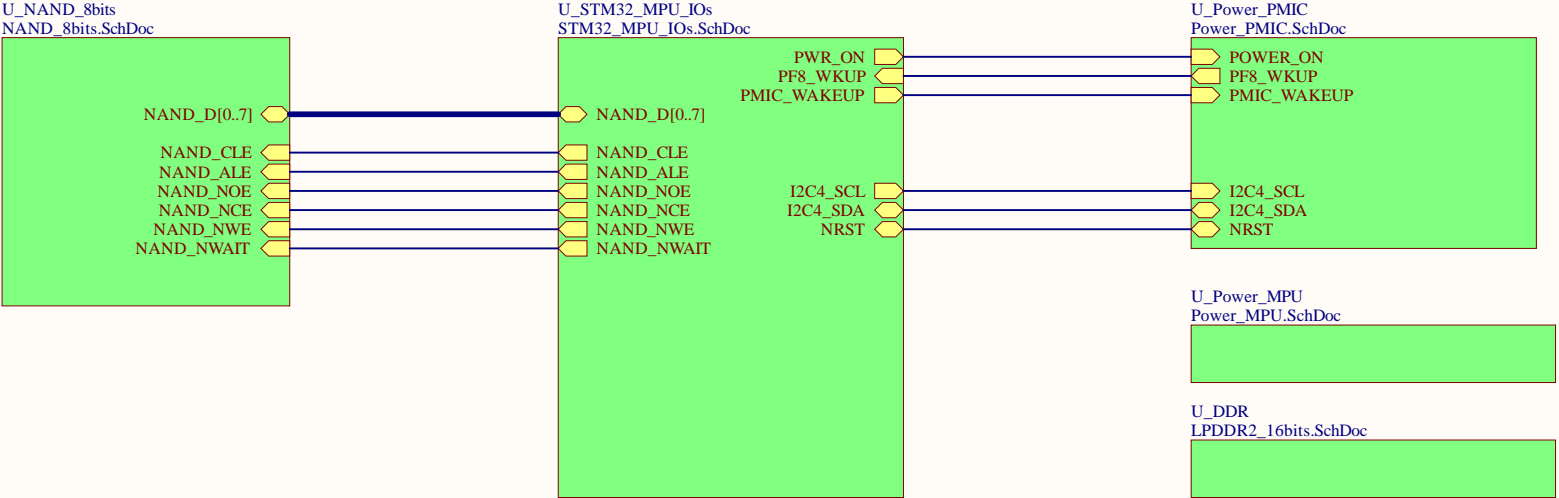 U_NAND_8bits
NAND_8bits.SchDoc
NAND_D[0..7]
NAND_CLE
NAND_ALE
NAND_NOE
NAND_NCE
NAND_NWE
NAND_NWAIT
U_STM32_MPU_IOs
STM32_MPU_IOs.SchDoc
NAND_D[0..7]
NAND_CLE
NAND_ALE
NAND_NOE
NAND_NCE
NAND_NWE
NAND_NWAIT
PWR_ON
PF8_WKUP
PMIC_WAKEUP
I2C4_SCL
I2C4_SDA
NRST
U_Power_PMIC
Power_PMIC.SchDoc
POWER_ON
PF8_WKUP
PMIC_WAKEUP
I2C4_SCL
I2C4_SDA
NRST
U_Power_MPU
Power_MPU.SchDoc
U_DDR
LPDDR2_16bits.SchDoc